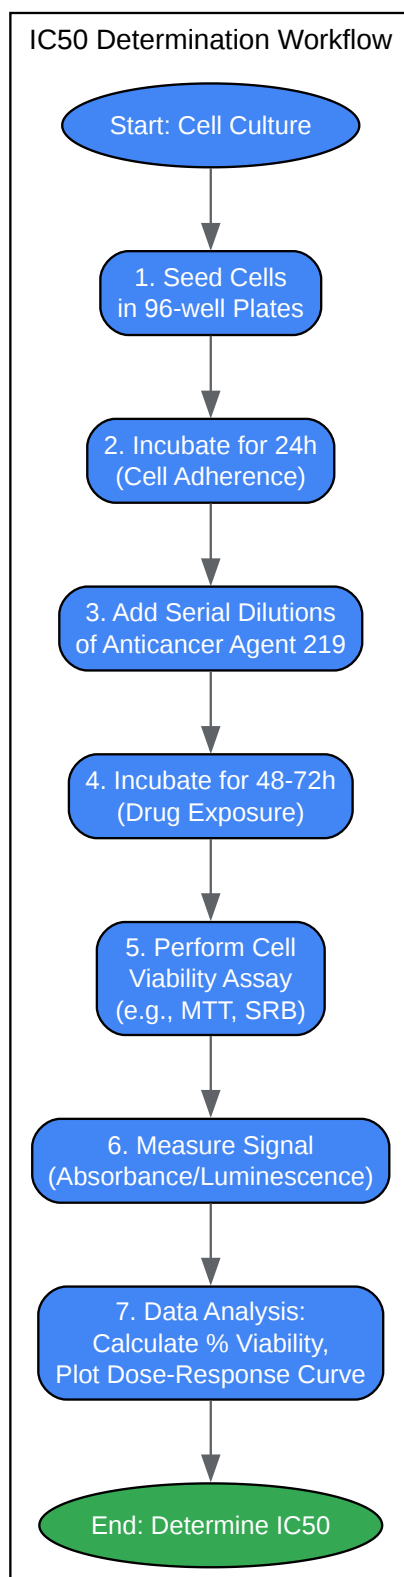 IC50 Determination Workflow
Start: Cell Culture
1. Seed Cells
in 96-well Plates
2. Incubate for 24h
(Cell Adherence)
3. Add Serial Dilutions
of Anticancer Agent 219
4. Incubate for 48-72h
(Drug Exposure)
5. Perform Cell
Viability Assay
(e.g., MTT, SRB)
6. Measure Signal
(Absorbance/Luminescence)
7. Data Analysis:
Calculate % Viability,
Plot Dose-Response Curve
End: Determine IC50